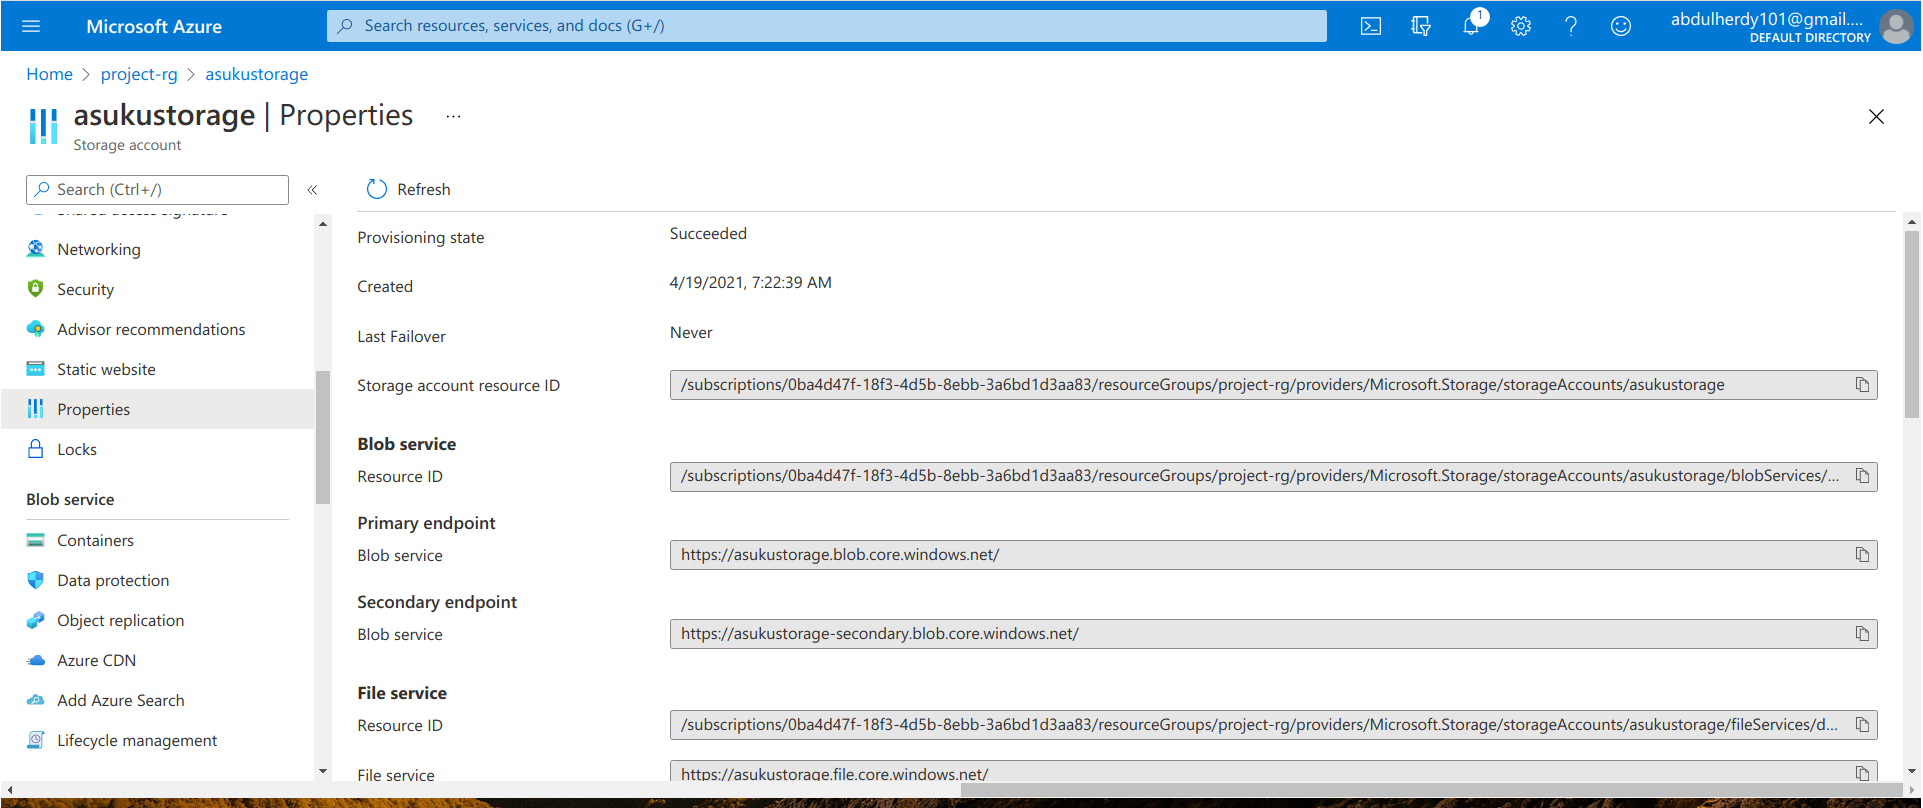 Microsoft Azure
Search resources, services, and docs (G+/)
1
abdulherdy101@gmail....
DEFAULT DIRECTORY
Home > project-rg > asukustorage
asukustorage | Properties ...
Storage account
Search (Ctrl+/)
«
Shared access signature
Networking
Security
Advisor recommendations
Static website
Properties
Locks
Blob service
Containers
Data protection
Object replication
Azure CDN
Add Azure Search
Lifecycle management
Refresh
Provisioning state Succeeded
Created 4/19/2021, 7:22:39 AM
Last Failover Never
Storage account resource ID /subscriptions/0ba4d47f-18f3-4d5b-8ebb-3a6bd1d3aa83/resourceGroups/project-rg/providers/Microsoft.Storage/storageAccounts/asukustorage
Blob service
Resource ID /subscriptions/0ba4d47f-18f3-4d5b-8ebb-3a6bd1d3aa83/resourceGroups/project-rg/providers/Microsoft.Storage/storageAccounts/asukustorage/blobServices/...
Primary endpoint
Blob service https://asukustorage.blob.core.windows.net/
Secondary endpoint
Blob service https://asukustorage-secondary.blob.core.windows.net/
File service
Resource ID /subscriptions/0ba4d47f-18f3-4d5b-8ebb-3a6bd1d3aa83/resourceGroups/project-rg/providers/Microsoft.Storage/storageAccounts/asukustorage/fileServices/d...
File service https://asukustorage.file.core.windows.net/